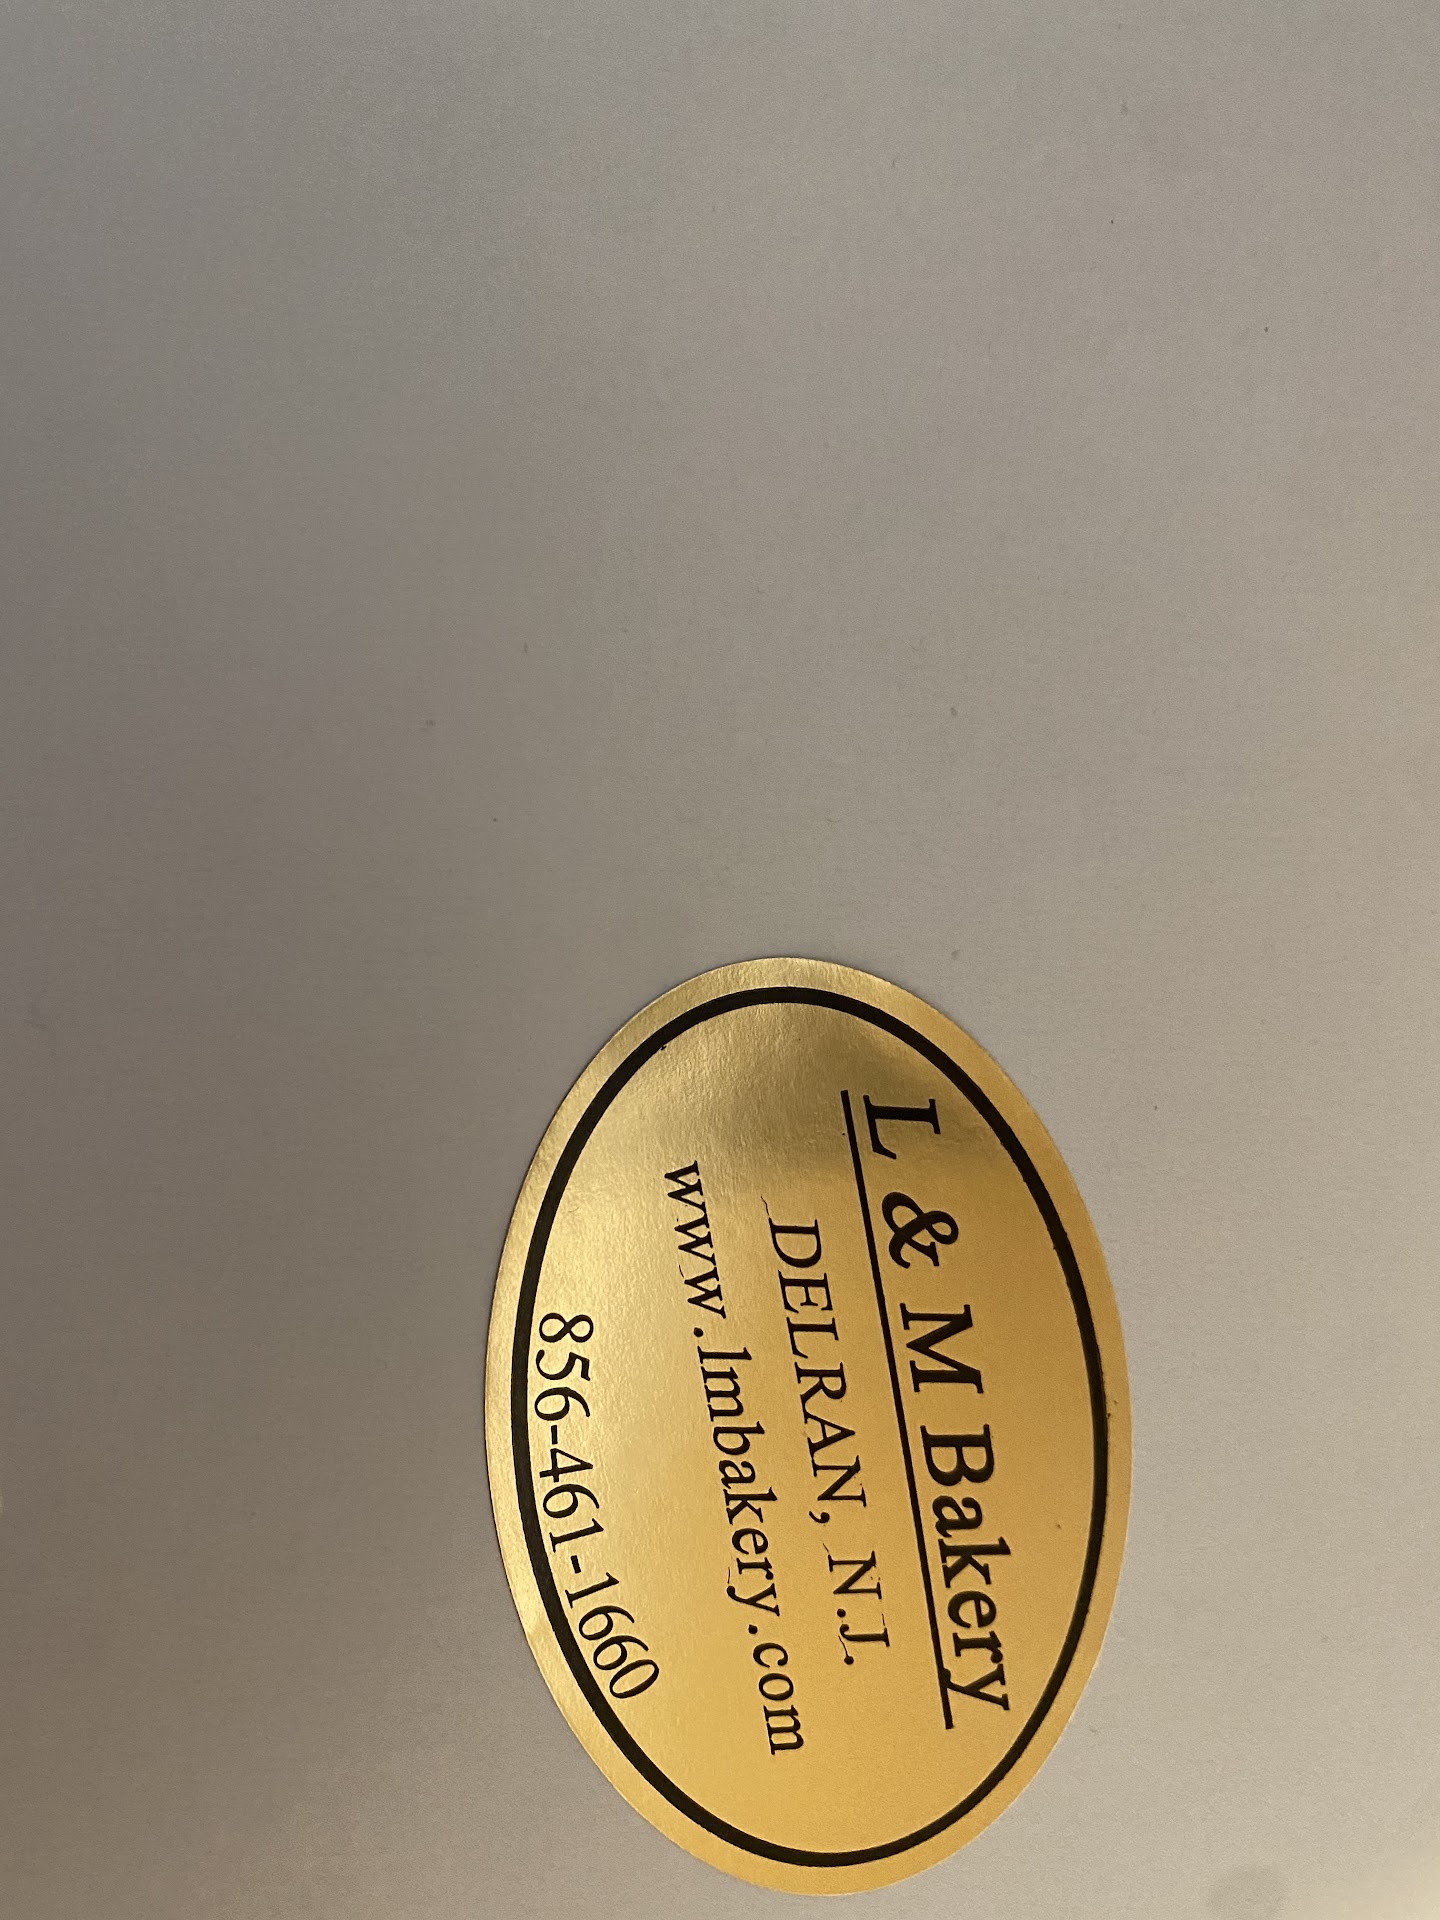 L & M Bakery
DELRAN, N.J.
www.lmbakery.com
856-461-1660